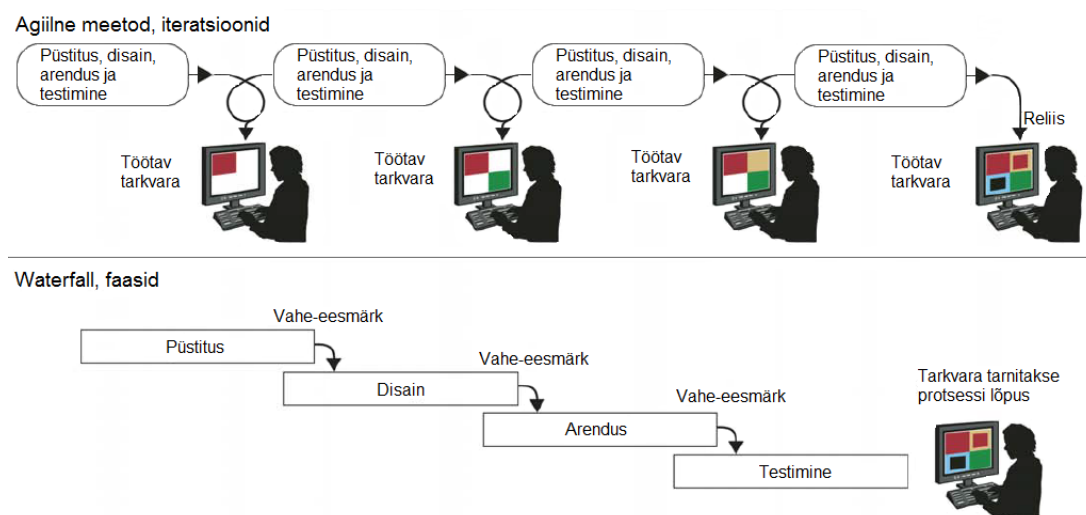 Agiilne meetod, iteratsioonid
Püstitus, disain,
arendus ja
testimine
Püstitus, disain,
arendus ja
testimine
Püstitus, disain,
arendus ja
testimine
Püstitus, disain,
arendus ja
testimine
Reliis
Töötav
tarkvara
Töötav
tarkvara
Töötav
tarkvara
Töötav
tarkvara
Waterfall, faasid
Vahe-eesmärk
Püstitus
Vahe-eesmärk
Disain
Vahe-eesmärk
Arendus
Testimine
Tarkvara tarnitakse
protsessi lõpus